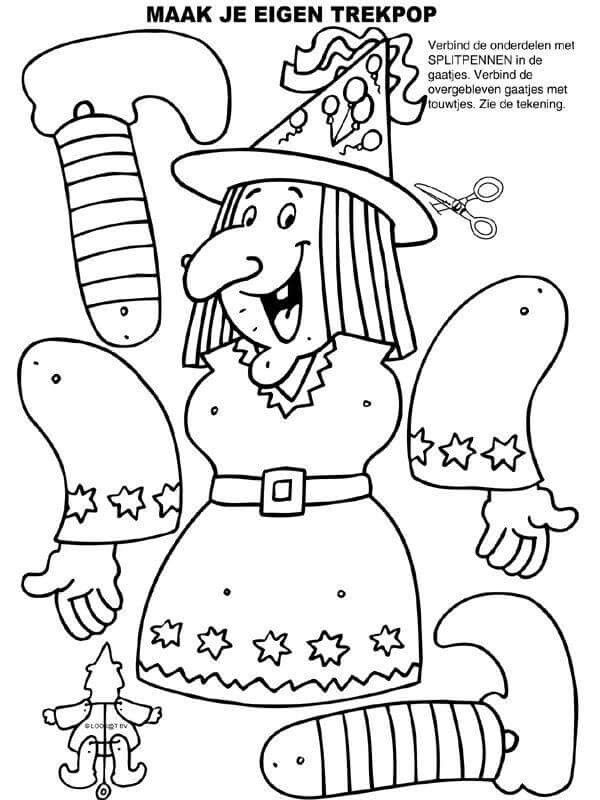 MAAK JE EIGEN TREKPOP
Verbind de onderdelen met
SPLITPENNEN in de
gaatjes. Verbind de
overgebleven gaatjes met
touwtjes. Zie de tekening.